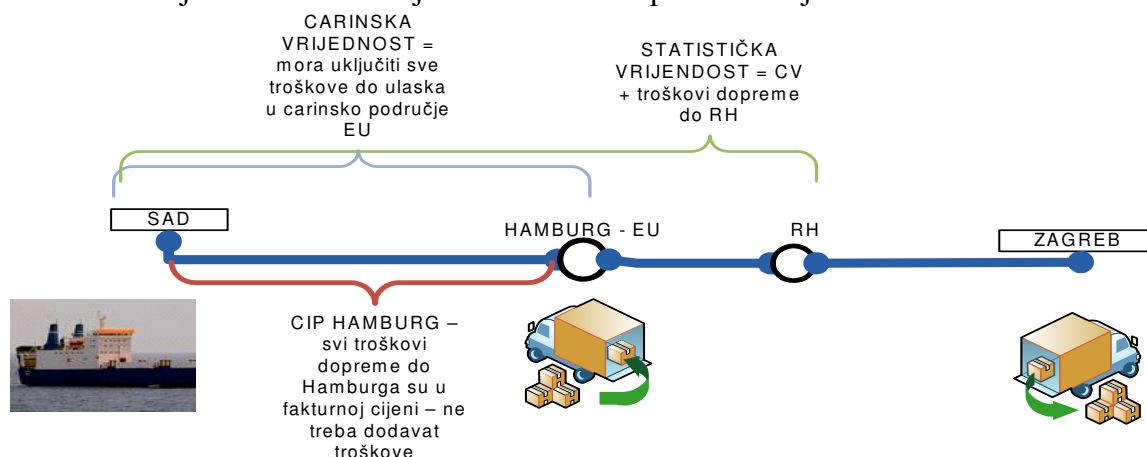 CARINSKA
VRIJEDNOST =
mora uključiti sve
troškove do ulaska
u carinsko područje
EU
STATISTIČKA
VRIJENDOST = CV
+ troškovi dopreme
do RH
SAD
HAMBURG - EU
RH
ZAGREB
CIP HAMBURG –
svi troškovi
dopreme do
Hamburga su u
fakturnoj cijeni – ne
treba dodavat
troškove